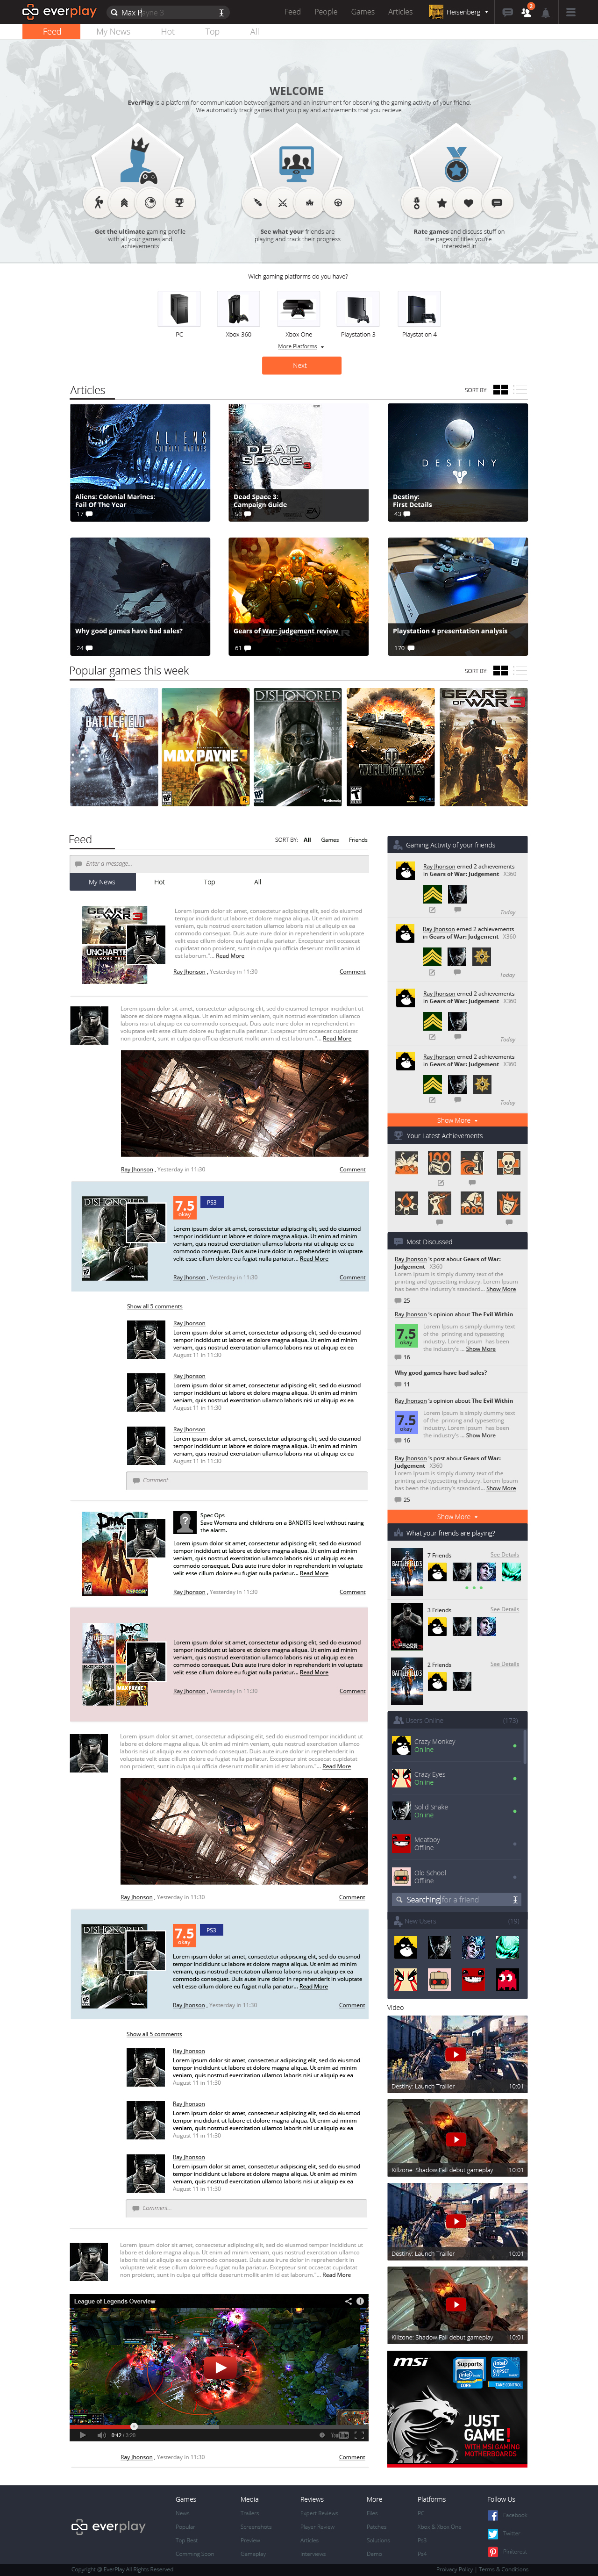 everplay
Max Payne 3
Feed People Games Articles Heisenberg
2
Feed My News Hot Top All
WELCOME
EverPlay is a platform for communication between gamers and an instrument for observing the gaming activity of your friend.
We automaticly track games that you play and achivements that you recieve.
Get the ultimate gaming profile
with all your games and
achievements
See what your friends are
playing and track their progress
Rate games and discuss stuff on
the pages of titles you're
interested in
Wich gaming platforms do you have?
PC Xbox 360 Xbox One Playstation 3 Playstation 4
More Platforms
Next
Articles
SORT BY:
ALIENS
COLONIAL MARINES
Aliens: Colonial Marines:
Fail Of The Year
17
DEAD SPACE 3
Dead Space 3:
Campaign Guide
53
DESTINY
Destiny:
First Details
43
Why good games have bad sales?
24
Gears of War: judgement review
61
Playstation 4 presentation analysis
170
Popular games this week
SORT BY:
BATTLEFIELD 4
MAX PAYNE 3
DISHONORED
WORLD OF TANKS
GEARS OF WAR 3
Feed
SORT BY: All Games Friends
Enter a message...
My News Hot Top All
GEARS OF WAR 3
UNCHARTED
Lorem ipsum dolor sit amet, consectetur adipisicing elit, sed do eiusmod
tempor incididunt ut labore et dolore magna aliqua. Ut enim ad minim
veniam, quis nostrud exercitation ullamco laboris nisi ut aliquip ex ea
commodo consequat. Duis aute irure dolor in reprehenderit in voluptate
velit esse cillum dolore eu fugiat nulla pariatur. Excepteur sint occaecat
cupidatat non proident, sunt in culpa qui officia deserunt mollit anim id
est laborum."... Read More
Ray Jhonson , Yesterday in 11:30 Comment
Lorem ipsum dolor sit amet, consectetur adipisicing elit, sed do eiusmod
tempor incididunt ut labore et dolore magna aliqua. Ut enim ad minim
veniam, quis nostrud exercitation ullamco laboris nisi ut aliquip ex ea
commodo consequat. Duis aute irure dolor in reprehenderit in voluptate
velit esse cillum dolore eu fugiat nulla pariatur. Excepteur sint occaecat cupidatat
non proident, sunt in culpa qui officia deserunt mollit anim id est laborum."... Read More
Ray Jhonson , Yesterday in 11:30 Comment
DISHONORED
7.5
okay
PS3
Lorem ipsum dolor sit amet, consectetur adipisicing elit, sed do eiusmod
tempor incididunt ut labore et dolore magna aliqua. Ut enim ad minim
veniam, quis nostrud exercitation ullamco laboris nisi ut aliquip ex ea
commodo consequat. Duis aute irure dolor in reprehenderit in voluptate
velit esse cillum dolore eu fugiat nulla pariatur... Read More
Ray Jhonson , Yesterday in 11:30 Comment
Show all 5 comments
Ray Jhonson
Lorem ipsum dolor sit amet, consectetur adipisicing elit, sed do eiusmod
tempor incididunt ut labore et dolore magna aliqua. Ut enim ad minim
veniam, quis nostrud exercitation ullamco laboris nisi ut aliquip ex ea
August 11 in 11:30
Ray Jhonson
Lorem ipsum dolor sit amet, consectetur adipisicing elit, sed do eiusmod
tempor incididunt ut labore et dolore magna aliqua. Ut enim ad minim
veniam, quis nostrud exercitation ullamco laboris nisi ut aliquip ex ea
August 11 in 11:30
Ray Jhonson
Lorem ipsum dolor sit amet, consectetur adipisicing elit, sed do eiusmod
tempor incididunt ut labore et dolore magna aliqua. Ut enim ad minim
veniam, quis nostrud exercitation ullamco laboris nisi ut aliquip ex ea
August 11 in 11:30
Comment...
DmC
Spec Ops
Save Womens and childrens on a BANDITS level without rasing
the alarm.
Lorem ipsum dolor sit amet, consectetur adipisicing elit, sed do eiusmod
tempor incididunt ut labore et dolore magna aliqua. Ut enim ad minim
veniam, quis nostrud exercitation ullamco laboris nisi ut aliquip ex ea
commodo consequat. Duis aute irure dolor in reprehenderit in voluptate
velit esse cillum dolore eu fugiat nulla pariatur... Read More
Ray Jhonson , Yesterday in 11:30 Comment
Lorem ipsum dolor sit amet, consectetur adipisicing elit, sed do eiusmod
tempor incididunt ut labore et dolore magna aliqua. Ut enim ad minim
veniam, quis nostrud exercitation ullamco laboris nisi ut aliquip ex ea
commodo consequat. Duis aute irure dolor in reprehenderit in voluptate
velit esse cillum dolore eu fugiat nulla pariatur... Read More
Ray Jhonson , Yesterday in 11:30 Comment
Lorem ipsum dolor sit amet, consectetur adipisicing elit, sed do eiusmod
tempor incididunt ut labore et dolore magna aliqua. Ut enim ad minim
veniam, quis nostrud exercitation ullamco laboris nisi ut aliquip ex ea
commodo consequat. Duis aute irure dolor in reprehenderit in voluptate
velit esse cillum dolore eu fugiat nulla pariatur. Excepteur sint occaecat cupidatat
non proident, sunt in culpa qui officia deserunt mollit anim id est laborum."... Read More
Ray Jhonson , Yesterday in 11:30 Comment
DISHONORED
7.5
okay
PS3
Lorem ipsum dolor sit amet, consectetur adipisicing elit, sed do eiusmod
tempor incididunt ut labore et dolore magna aliqua. Ut enim ad minim
veniam, quis nostrud exercitation ullamco laboris nisi ut aliquip ex ea
commodo consequat. Duis aute irure dolor in reprehenderit in voluptate
velit esse cillum dolore eu fugiat nulla pariatur... Read More
Ray Jhonson , Yesterday in 11:30 Comment
Show all 5 comments
Ray Jhonson
Lorem ipsum dolor sit amet, consectetur adipisicing elit, sed do eiusmod
tempor incididunt ut labore et dolore magna aliqua. Ut enim ad minim
veniam, quis nostrud exercitation ullamco laboris nisi ut aliquip ex ea
August 11 in 11:30
Ray Jhonson
Lorem ipsum dolor sit amet, consectetur adipisicing elit, sed do eiusmod
tempor incididunt ut labore et dolore magna aliqua. Ut enim ad minim
veniam, quis nostrud exercitation ullamco laboris nisi ut aliquip ex ea
August 11 in 11:30
Ray Jhonson
Lorem ipsum dolor sit amet, consectetur adipisicing elit, sed do eiusmod
tempor incididunt ut labore et dolore magna aliqua. Ut enim ad minim
veniam, quis nostrud exercitation ullamco laboris nisi ut aliquip ex ea
August 11 in 11:30
Comment...
Lorem ipsum dolor sit amet, consectetur adipisicing elit, sed do eiusmod
tempor incididunt ut labore et dolore magna aliqua. Ut enim ad minim
veniam, quis nostrud exercitation ullamco laboris nisi ut aliquip ex ea
commodo consequat. Duis aute irure dolor in reprehenderit in voluptate
velit esse cillum dolore eu fugiat nulla pariatur. Excepteur sint occaecat cupidatat
non proident, sunt in culpa qui officia deserunt mollit anim id est laborum."... Read More
League of Legends Overview
0:42 / 3:20
YouTube
Ray Jhonson , Yesterday in 11:30 Comment
Gaming Activity of your friends
Ray Jhonson erned 2 achievements
in Gears of War: Judgement X360
Today
Ray Jhonson erned 2 achievements
in Gears of War: Judgement X360
Today
Ray Jhonson erned 2 achievements
in Gears of War: Judgement X360
Today
Ray Jhonson erned 2 achievements
in Gears of War: Judgement X360
Today
Show More
Your Latest Achievements
100
1000
Most Discussed
Ray Jhonson 's post about Gears of War:
Judgement X360
Lorem Ipsum is simply dummy text of the
printing and typesetting industry. Lorem Ipsum
has been the industry's standard... Show More
25
Ray Jhonson 's opinion about The Evil Within
7.5
okay
Lorem Ipsum is simply dummy text
of the printing and typesetting
industry. Lorem Ipsum has been
the industry's ... Show More
16
Why good games have bad sales?
11
Ray Jhonson 's opinion about The Evil Within
7.5
okay
Lorem Ipsum is simply dummy text
of the printing and typesetting
industry. Lorem Ipsum has been
the industry's ... Show More
16
Ray Jhonson 's post about Gears of War:
Judgement X360
Lorem Ipsum is simply dummy text of the
printing and typesetting industry. Lorem Ipsum
has been the industry's standard... Show More
25
Show More
What your friends are playing?
BATTLEFIELD 3
7 Friends See Details
3 Friends See Details
BATTLEFIELD 3
2 Friends See Details
Users Online (179)
Crazy Monkey
Online
Crazy Eyes
Online
Solid Snake
Online
Meatboy
Offline
Old School
Offline
Searching for a friend
New Users (19)
Video
Destiny: Launch Trailer 10:01
Killzone: Shadow Fall debut gameplay 10:01
Destiny: Launch Trailer 10:01
Killzone: Shadow Fall debut gameplay 10:01
msi
Supports
intel CORE
intel CHIPSET
JUST
GAME!
WITH MSI GAMING
MOTHERBOARDS
everplay
Games Media Reviews More Platforms Follow Us
News Trailers Expert Reviews Files PC Facebook
Popular Screenshots Player Review Patches Xbox & Xbox One Twitter
Top Best Preview Articles Solutions Ps3 Pinterest
Comming Soon Gameplay Interviews Demo Ps4
Copyright @ EverPlay All Rights Reserved Privacy Policy | Terms & Conditions